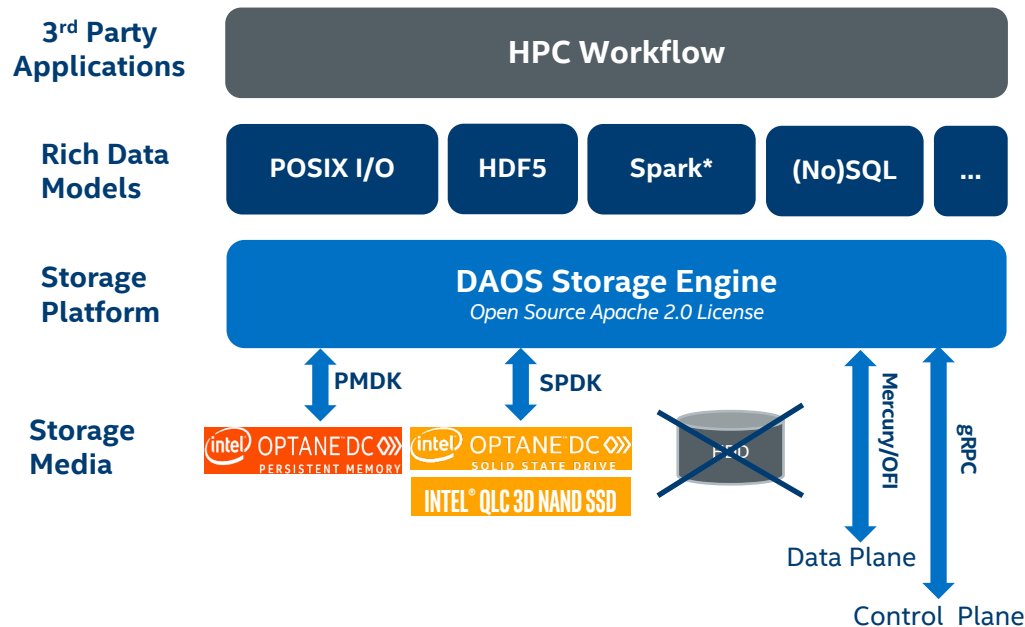 3rd Party
Applications
HPC Workflow
Rich Data
Models
POSIX I/O
HDF5
Spark*
(No)SQL
...
Storage
Platform
DAOS Storage Engine
Open Source Apache 2.0 License
PMDK
SPDK
Mercury/OFI
gRPC
Storage
Media
intel OPTANE™ DC
PERSISTENT MEMORY
intel OPTANE™ DC
SOLID STATE DRIVE
INTEL® QLC 3D NAND SSD
HDD
Data Plane
Control Plane